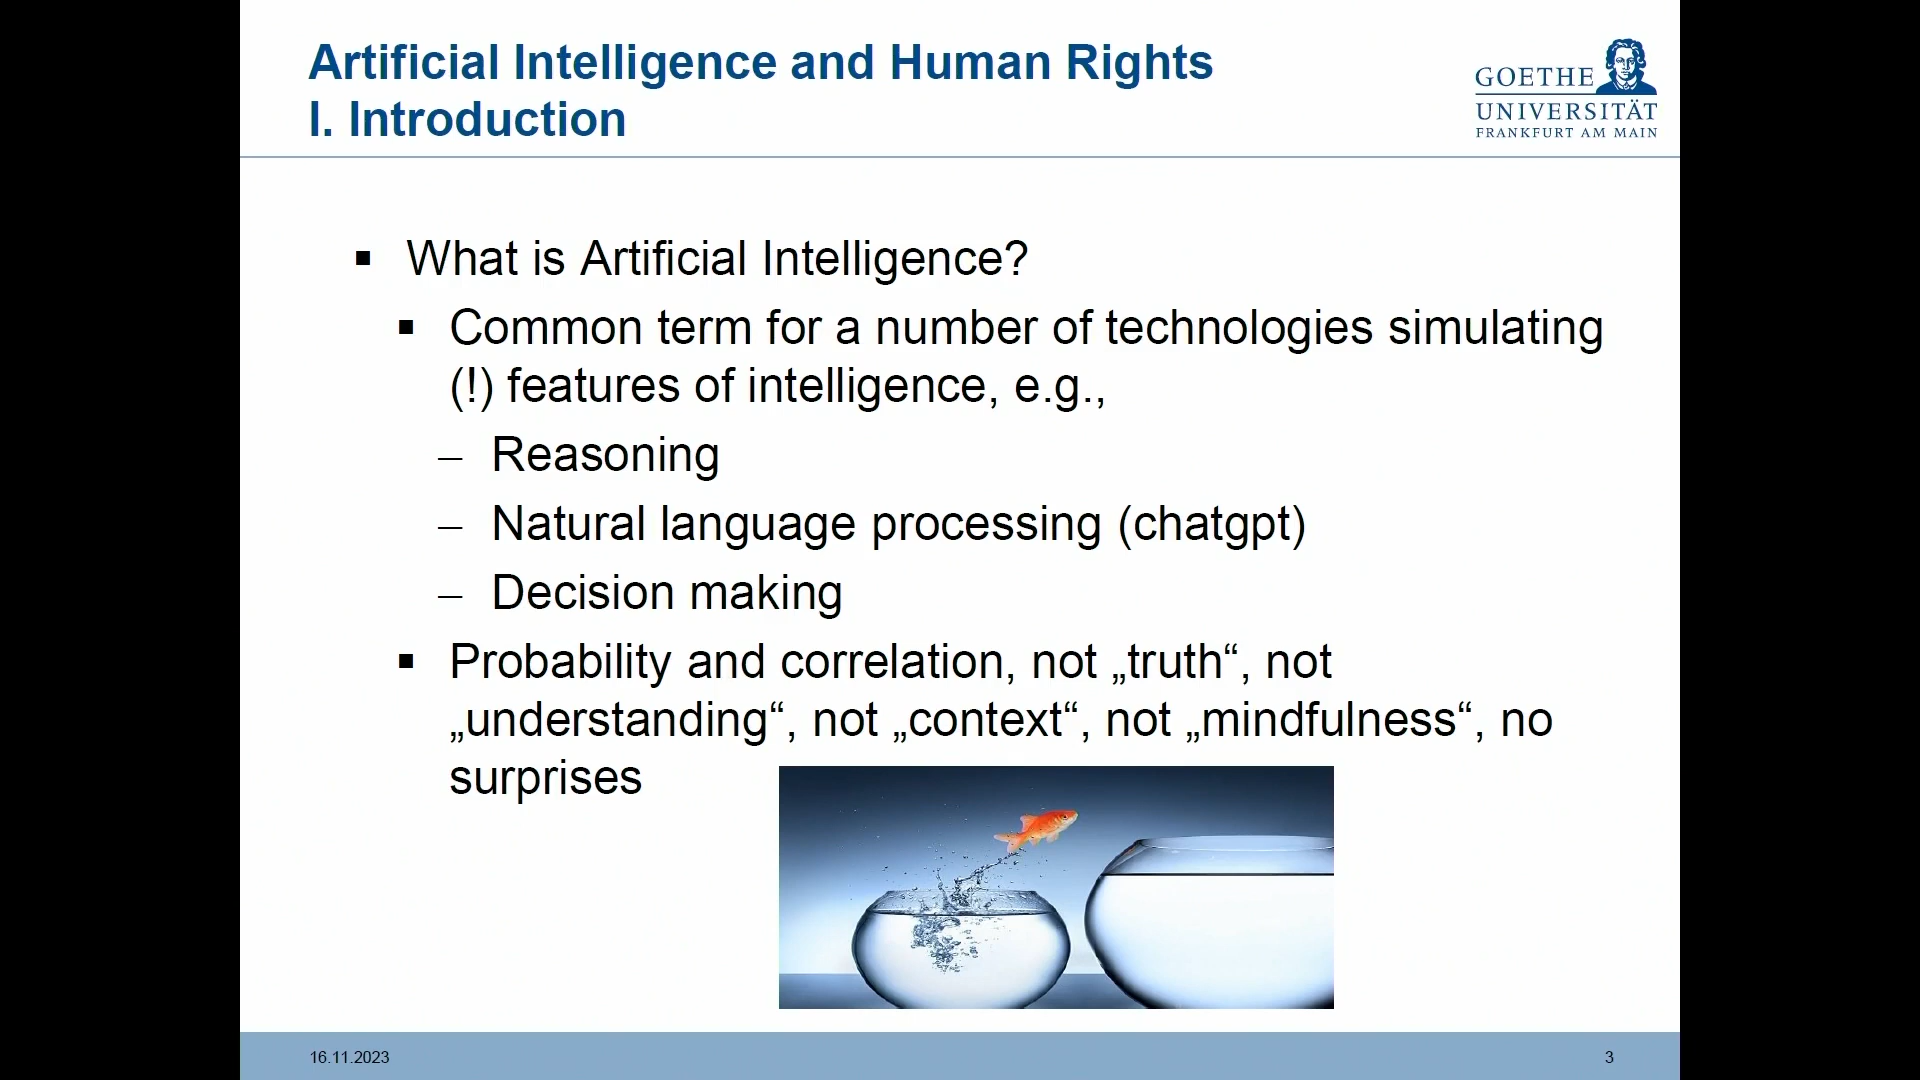 Artificial Intelligence and Human Rights
I. Introduction
GOETHE
UNIVERSITÄT
FRANKFURT AM MAIN
▪ What is Artificial Intelligence?
▪ Common term for a number of technologies simulating
(!) features of intelligence, e.g.,
– Reasoning
– Natural language processing (chatgpt)
– Decision making
▪ Probability and correlation, not „truth“, not
„understanding“, not „context“, not „mindfulness“, no
surprises
16.11.2023
3